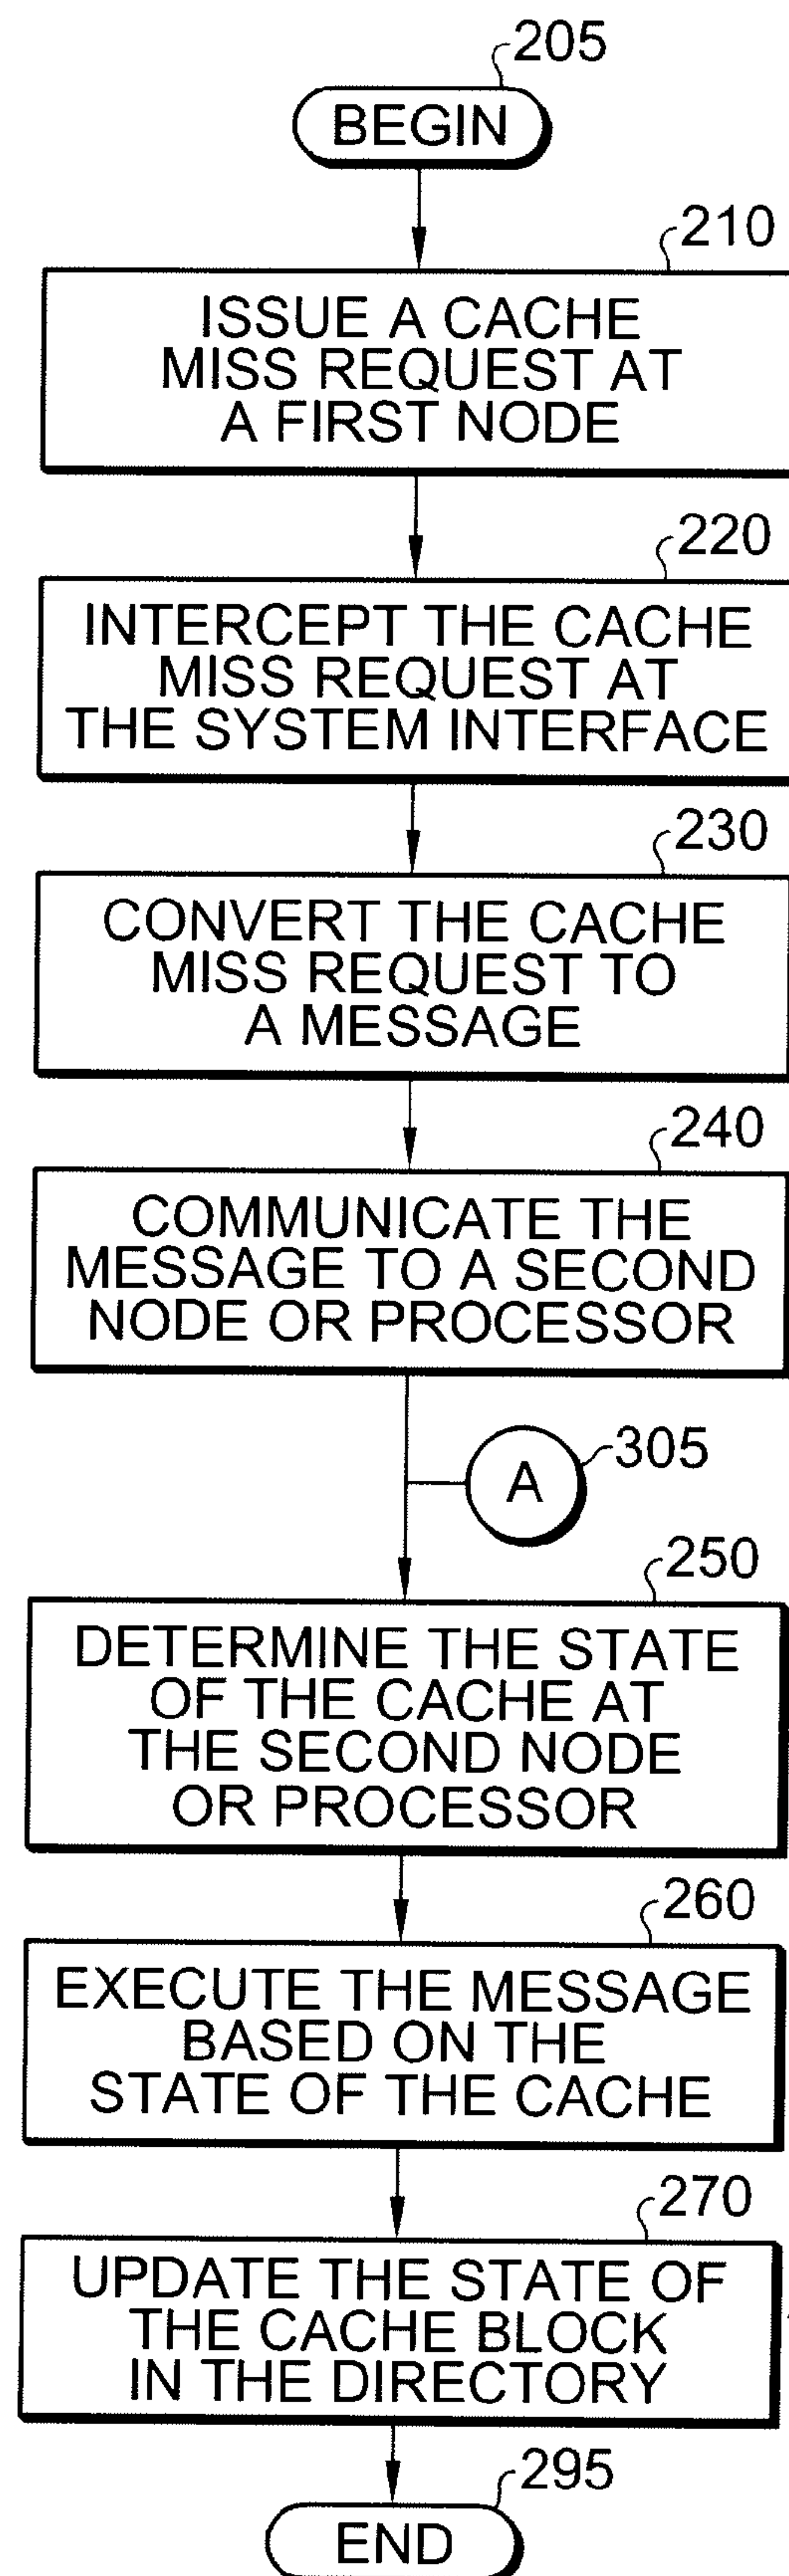 205
BEGIN
210
ISSUE A CACHE
MISS REQUEST AT
A FIRST NODE
220
INTERCEPT THE CACHE
MISS REQUEST AT
THE SYSTEM INTERFACE
230
CONVERT THE CACHE
MISS REQUEST TO
A MESSAGE
240
COMMUNICATE THE
MESSAGE TO A SECOND
NODE OR PROCESSOR
A
305
250
DETERMINE THE STATE
OF THE CACHE AT
THE SECOND NODE
OR PROCESSOR
260
EXECUTE THE MESSAGE
BASED ON THE
STATE OF THE CACHE
270
UPDATE THE STATE OF
THE CACHE BLOCK
IN THE DIRECTORY
295
END